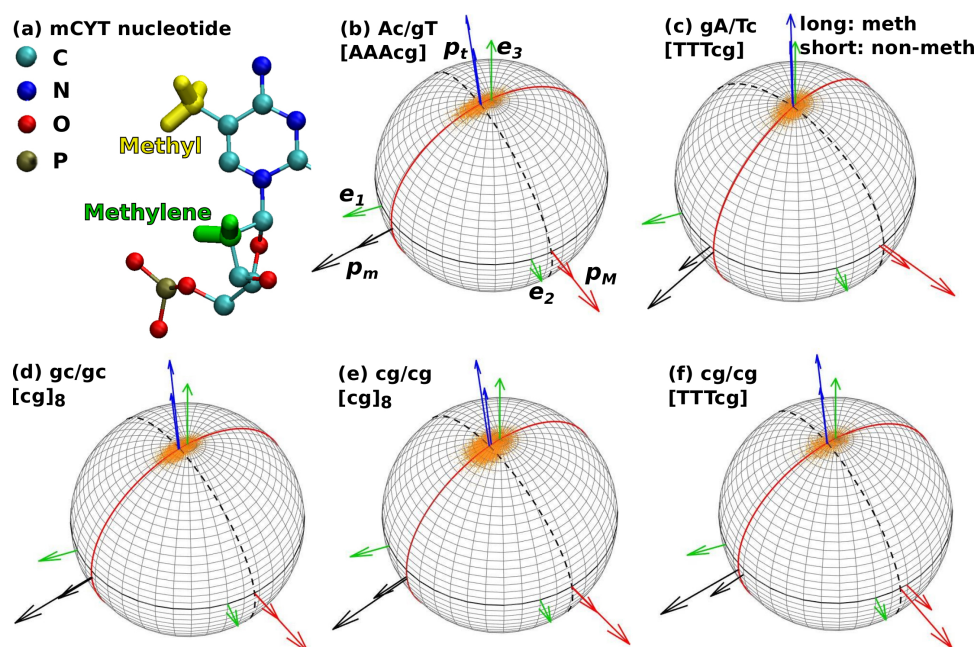 (a) mCYT nucleotide
C
N
O
P
Methyl
Methylene
(b) Ac/gT
[AAAcg]
p_t
e_3
e_1
p_m
e_2
p_M
(c) gA/Tc
[TTTcg]
long: meth
short: non-meth
(d) gc/gc
[cg]_8
(e) cg/cg
[cg]_8
(f) cg/cg
[TTTcg]